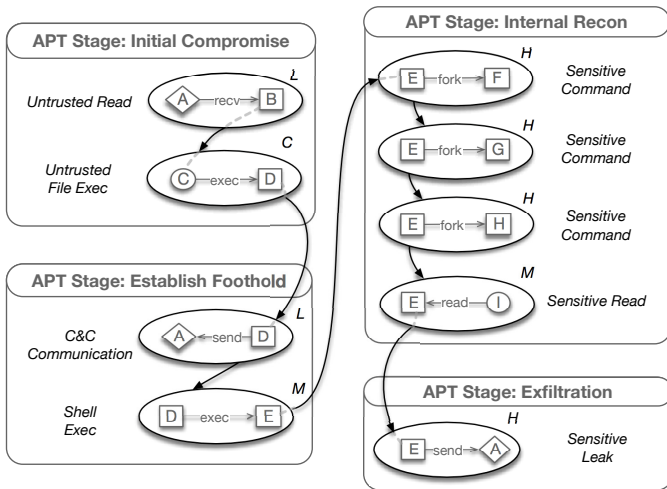 APT Stage: Initial Compromise
L
Untrusted Read
A recv B
C
Untrusted
File Exec
C exec D
APT Stage: Establish Foothold
L
C&C
Communication
A send D
M
Shell
Exec
D exec E
APT Stage: Internal Recon
H
E fork F
Sensitive
Command
H
E fork G
Sensitive
Command
H
E fork H
Sensitive
Command
M
E read I
Sensitive Read
APT Stage: Exfiltration
H
E send A
Sensitive
Leak